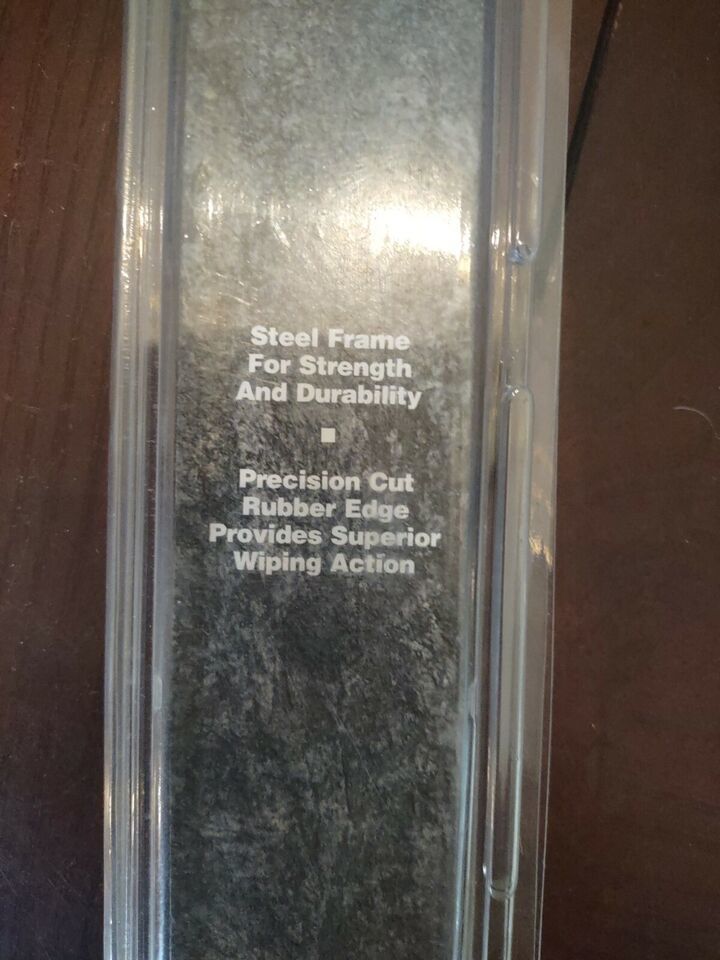 Steel Frame
For Strength
And Durability
■
Precision Cut
Rubber Edge
Provides Superior
Wiping Action